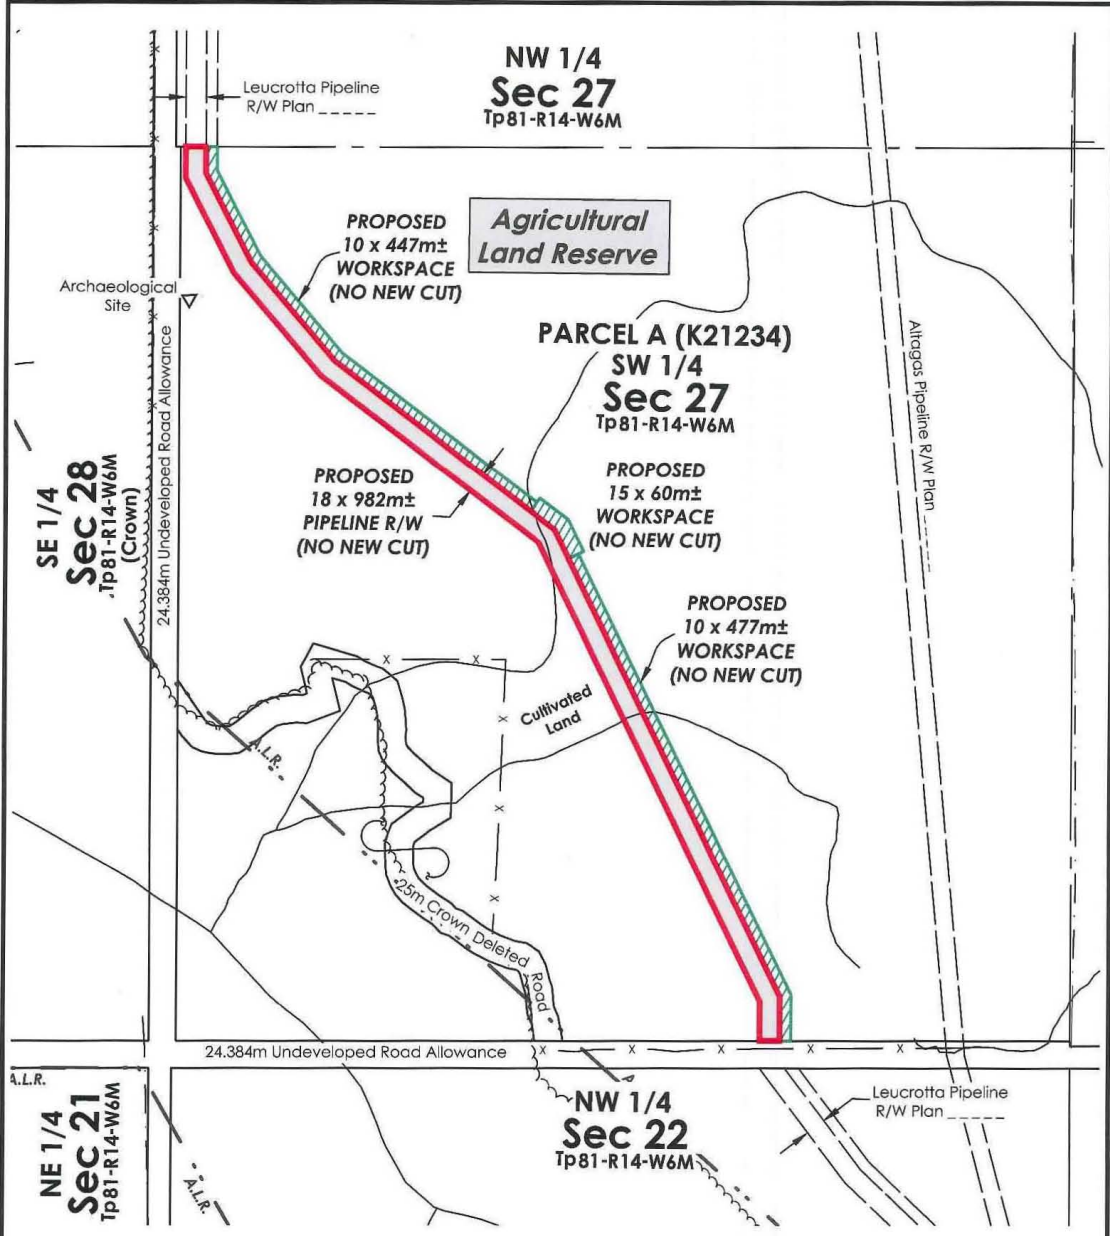 NW 1/4
Sec 27
Tp81-R14-W6M
Leucrotta Pipeline
R/W Plan _____
Agricultural
Land Reserve
PROPOSED
10 x 447m±
WORKSPACE
(NO NEW CUT)
Archaeological
Site
PARCEL A (K21234)
SW 1/4
Sec 27
Tp81-R14-W6M
Altagas Pipeline R/W Plan _____
24.384m Undeveloped Road Allowance
SE 1/4
Sec 28
Tp81-R14-W6M
(Crown)
PROPOSED
18 x 982m±
PIPELINE R/W
(NO NEW CUT)
PROPOSED
15 x 60m±
WORKSPACE
(NO NEW CUT)
PROPOSED
10 x 477m±
WORKSPACE
(NO NEW CUT)
Cultivated
Land
A.L.R.
25m Crown Deleted Road
24.384m Undeveloped Road Allowance
A.L.R.
NE 1/4
Sec 21
Tp81-R14-W6M
A.L.R.
NW 1/4
Sec 22
Tp81-R14-W6M
Leucrotta Pipeline
R/W Plan _____